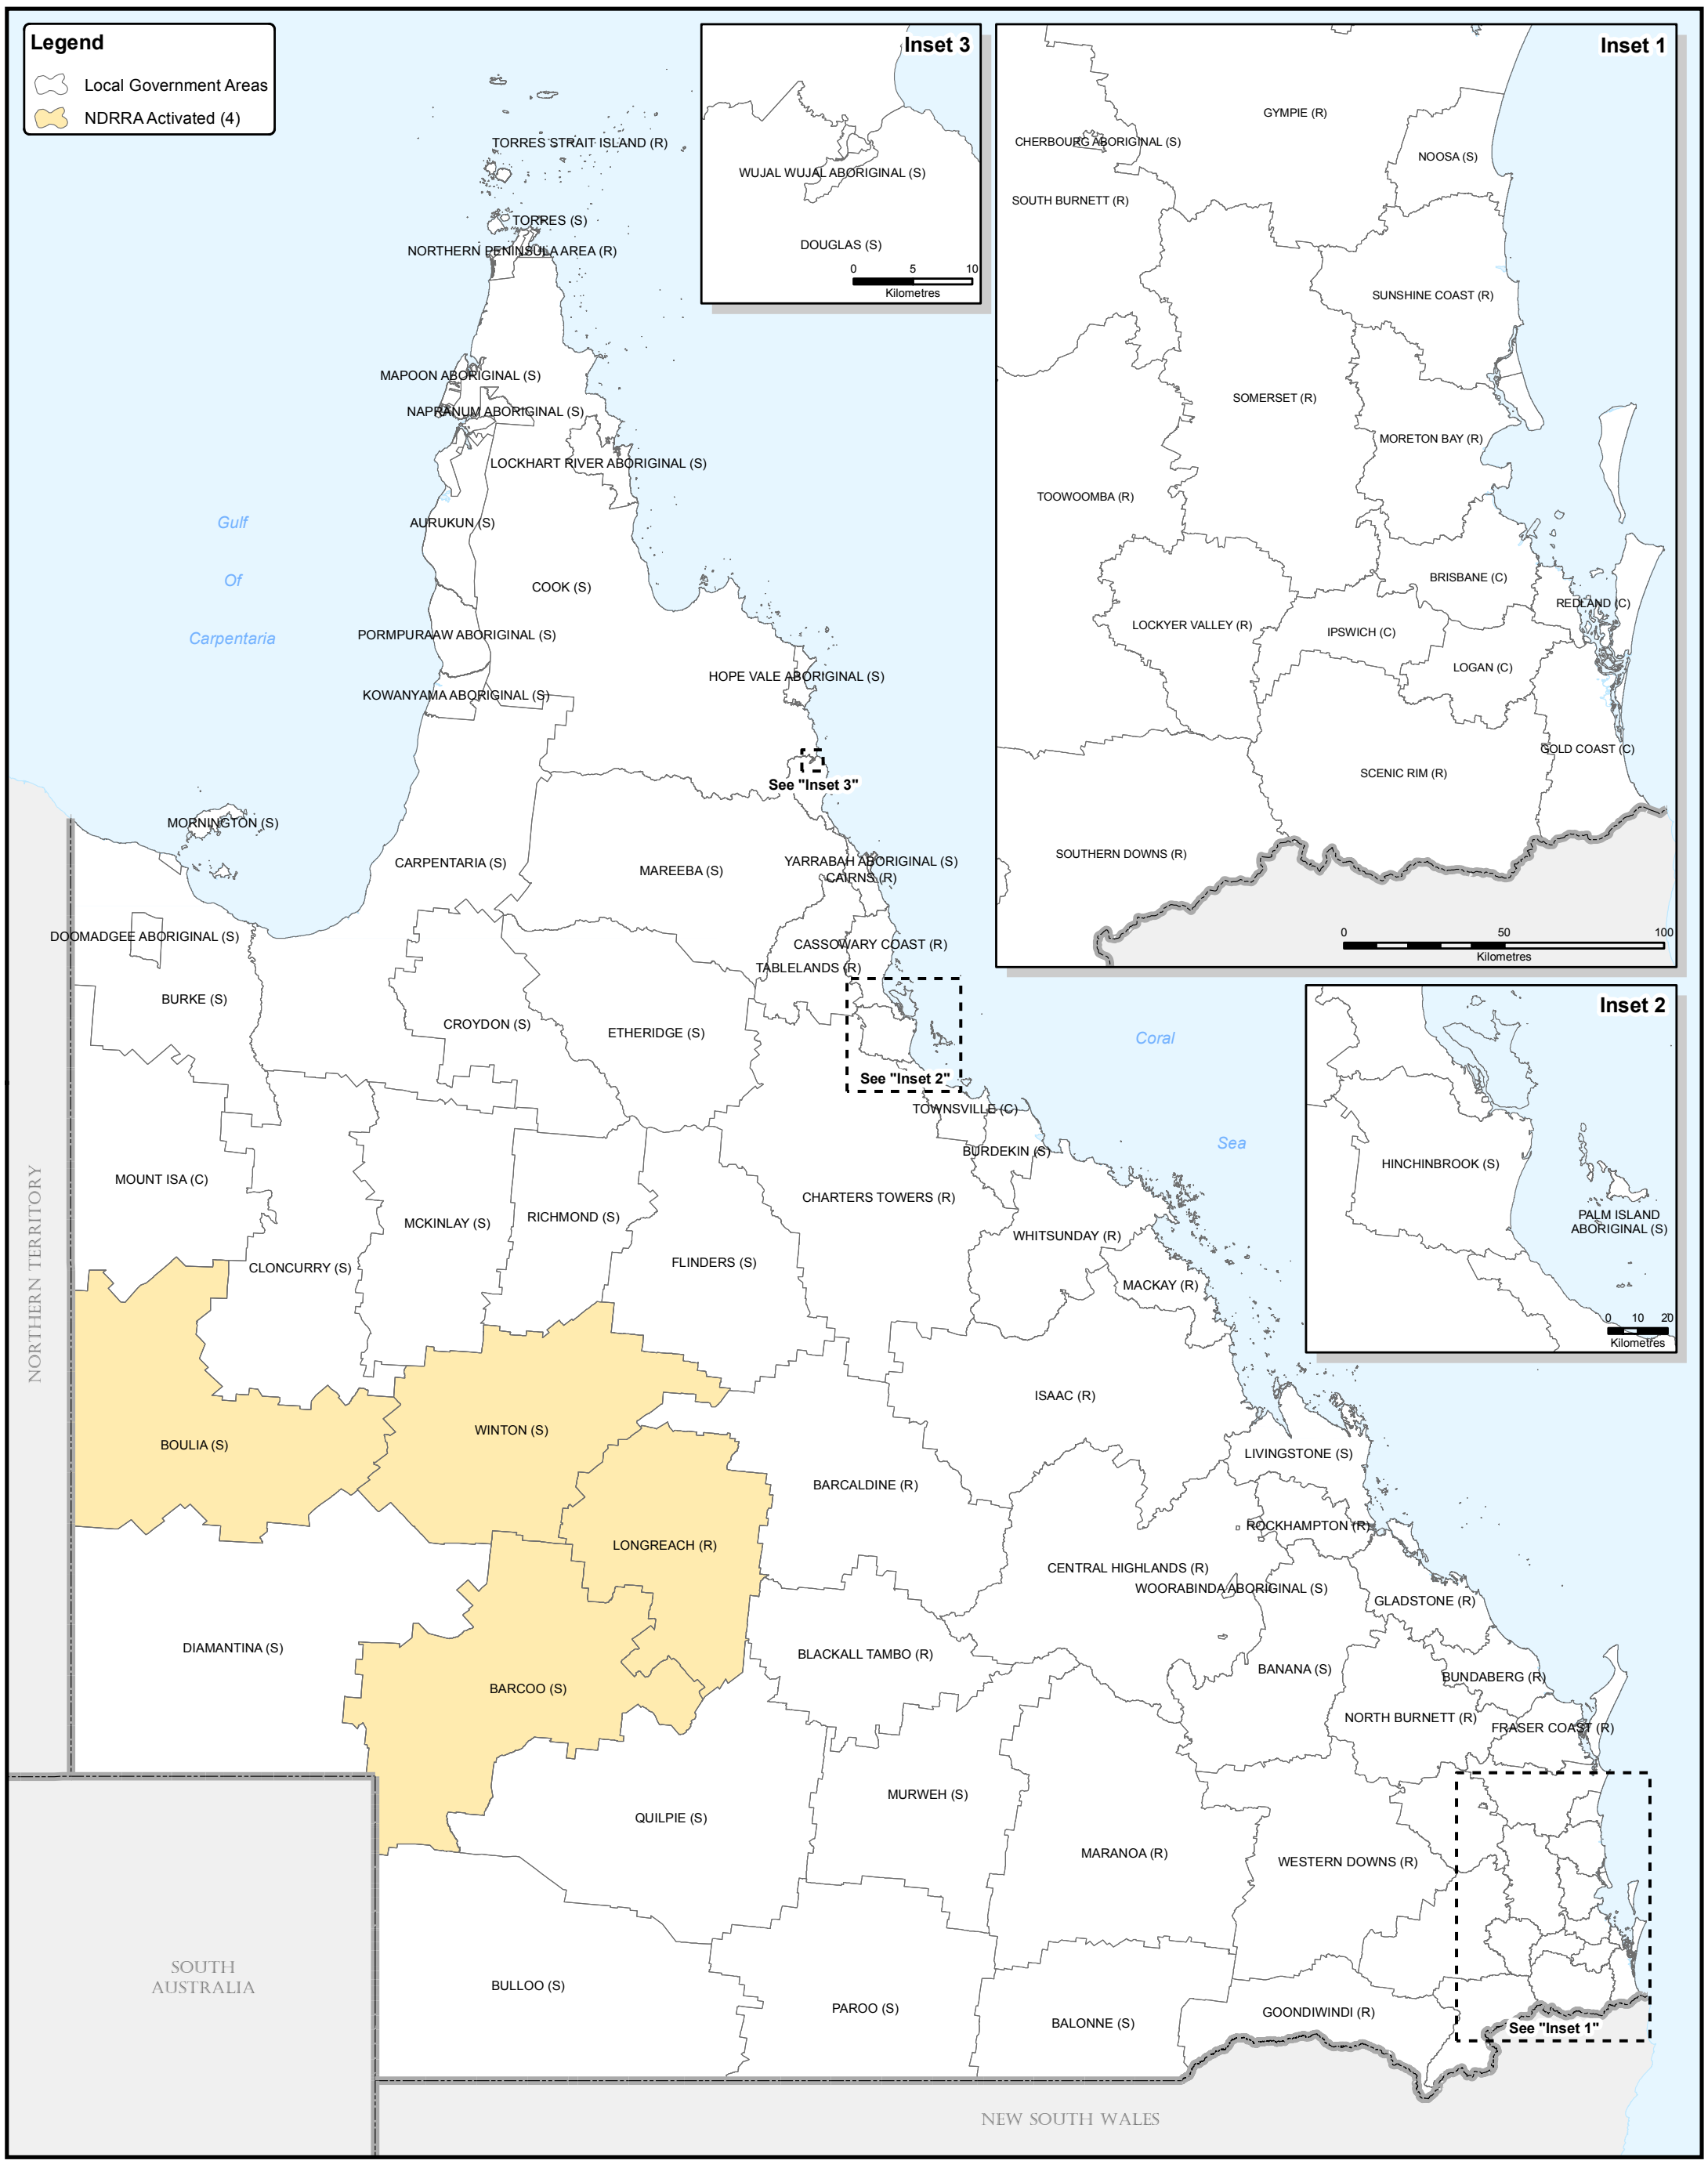 Legend
Local Government Areas
NDRRA Activated (4)
Inset 3
WUJAL WUJAL ABORIGINAL (S)
DOUGLAS (S)
0 5 10
Kilometres
Inset 1
GYMPIE (R)
CHERBOURG ABORIGINAL (S)
NOOSA (S)
SOUTH BURNETT (R)
SUNSHINE COAST (R)
SOMERSET (R)
MORETON BAY (R)
TOOWOOMBA (R)
BRISBANE (C)
REDLAND (C)
LOCKYER VALLEY (R)
IPSWICH (C)
LOGAN (C)
GOLD COAST (C)
SCENIC RIM (R)
SOUTHERN DOWNS (R)
0 50 100
Kilometres
Inset 2
HINCHINBROOK (S)
PALM ISLAND
ABORIGINAL (S)
0 10 20
Kilometres
TORRES STRAIT ISLAND (R)
TORRES (S)
NORTHERN PENINSULA AREA (R)
MAPOON ABORIGINAL (S)
NAPRANUM ABORIGINAL (S)
LOCKHART RIVER ABORIGINAL (S)
Gulf
Of
Carpentaria
AURUKUN (S)
COOK (S)
PORMPURAAW ABORIGINAL (S)
HOPE VALE ABORIGINAL (S)
KOWANYAMA ABORIGINAL (S)
See "Inset 3"
MORNINGTON (S)
CARPENTARIA (S)
MAREEBA (S)
YARRABAH ABORIGINAL (S)
CAIRNS (R)
DOOMADGEE ABORIGINAL (S)
CASSOWARY COAST (R)
TABLELANDS (R)
BURKE (S)
CROYDON (S)
ETHERIDGE (S)
Coral
Sea
See "Inset 2"
TOWNSVILLE (C)
BURDEKIN (S)
MOUNT ISA (C)
CHARTERS TOWERS (R)
MCKINLAY (S)
RICHMOND (S)
WHITSUNDAY (R)
CLONCURRY (S)
FLINDERS (S)
MACKAY (R)
NORTHERN TERRITORY
ISAAC (R)
WINTON (S)
BOULIA (S)
LIVINGSTONE (S)
BARCALDINE (R)
ROCKHAMPTON (R)
LONGREACH (R)
CENTRAL HIGHLANDS (R)
WOORABINDA ABORIGINAL (S)
GLADSTONE (R)
DIAMANTINA (S)
BLACKALL TAMBO (R)
BANANA (S)
BUNDABERG (R)
BARCOO (S)
NORTH BURNETT (R)
FRASER COAST (R)
MURWEH (S)
QUILPIE (S)
MARANOA (R)
WESTERN DOWNS (R)
SOUTH
AUSTRALIA
BULLOO (S)
PAROO (S)
BALONNE (S)
GOONDIWINDI (R)
See "Inset 1"
NEW SOUTH WALES